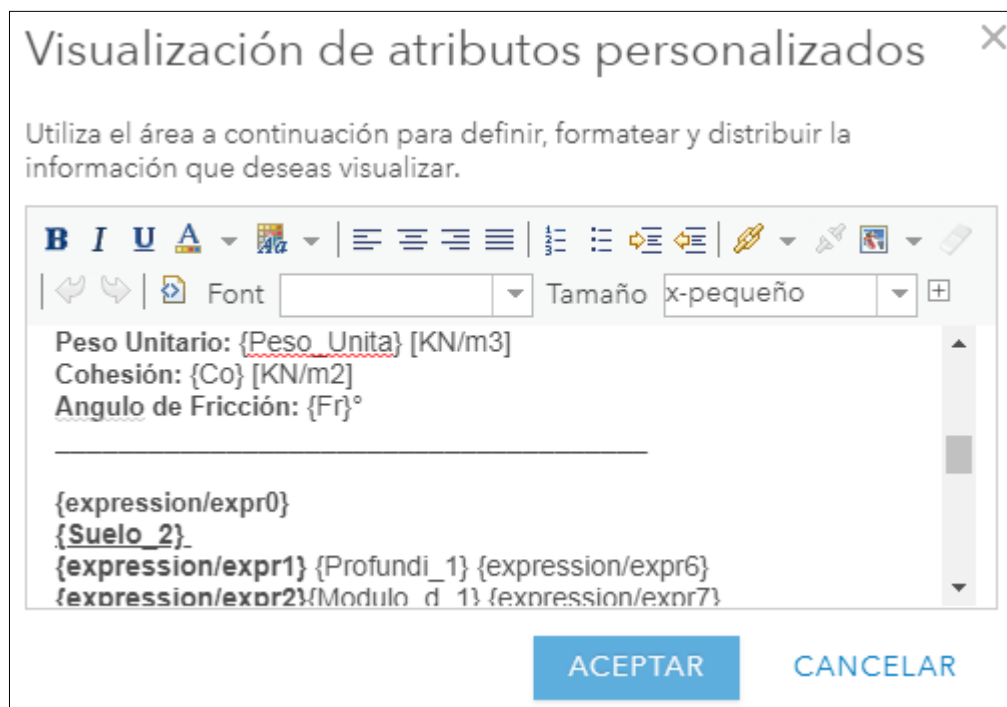 Visualización de atributos personalizados
Utiliza el área a continuación para definir, formatear y distribuir la
información que deseas visualizar.
B I U A
Font Tamaño x-pequeño
Peso Unitario: {Peso_Unita} [KN/m3]
Cohesión: {Co} [KN/m2]
Angulo de Fricción: {Fr}°
{expression/expr0}
{Suelo_2}
{expression/expr1} {Profundi_1} {expression/expr6}
{expression/expr2}{Modulo_d_1} {expression/expr7}
ACEPTAR CANCELAR